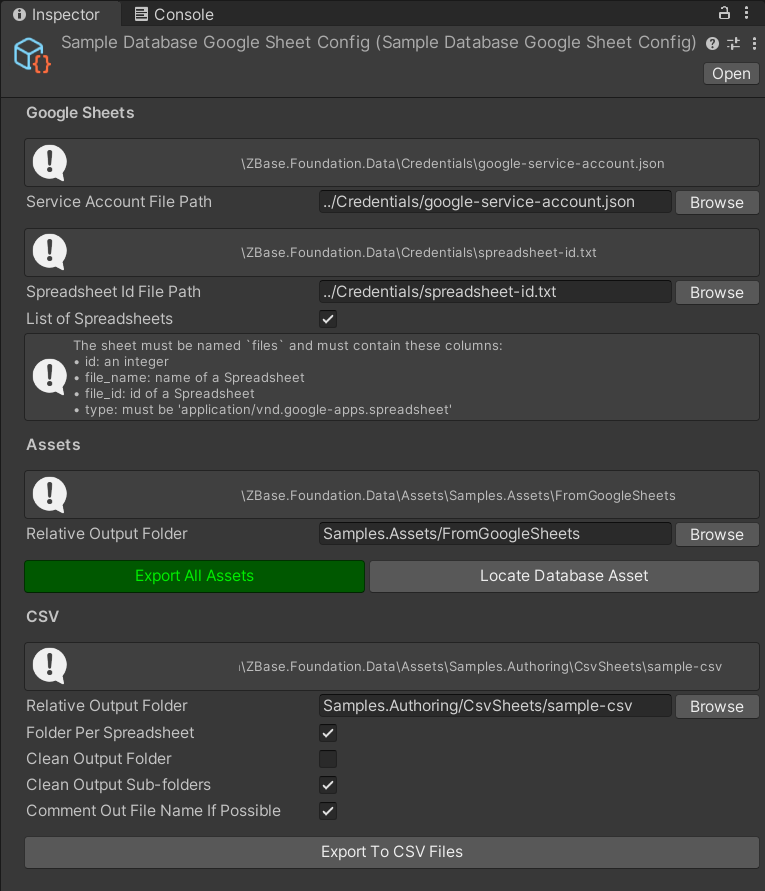 Inspector
Console
Sample Database Google Sheet Config (Sample Database Google Sheet Config)
Open
Google Sheets
\ZBase.Foundation.Data\Credentials\google-service-account.json
Service Account File Path
../Credentials/google-service-account.json
Browse
\ZBase.Foundation.Data\Credentials\spreadsheet-id.txt
Spreadsheet Id File Path
../Credentials/spreadsheet-id.txt
Browse
List of Spreadsheets
The sheet must be named `files` and must contain these columns:
• id: an integer
• file_name: name of a Spreadsheet
• file_id: id of a Spreadsheet
• type: must be 'application/vnd.google-apps.spreadsheet'
Assets
\ZBase.Foundation.Data\Assets\Samples.Assets\FromGoogleSheets
Relative Output Folder
Samples.Assets/FromGoogleSheets
Browse
Export All Assets
Locate Database Asset
CSV
\ZBase.Foundation.Data\Assets\Samples.Authoring\CsvSheets\sample-csv
Relative Output Folder
Samples.Authoring/CsvSheets/sample-csv
Browse
Folder Per Spreadsheet
Clean Output Folder
Clean Output Sub-folders
Comment Out File Name If Possible
Export To CSV Files